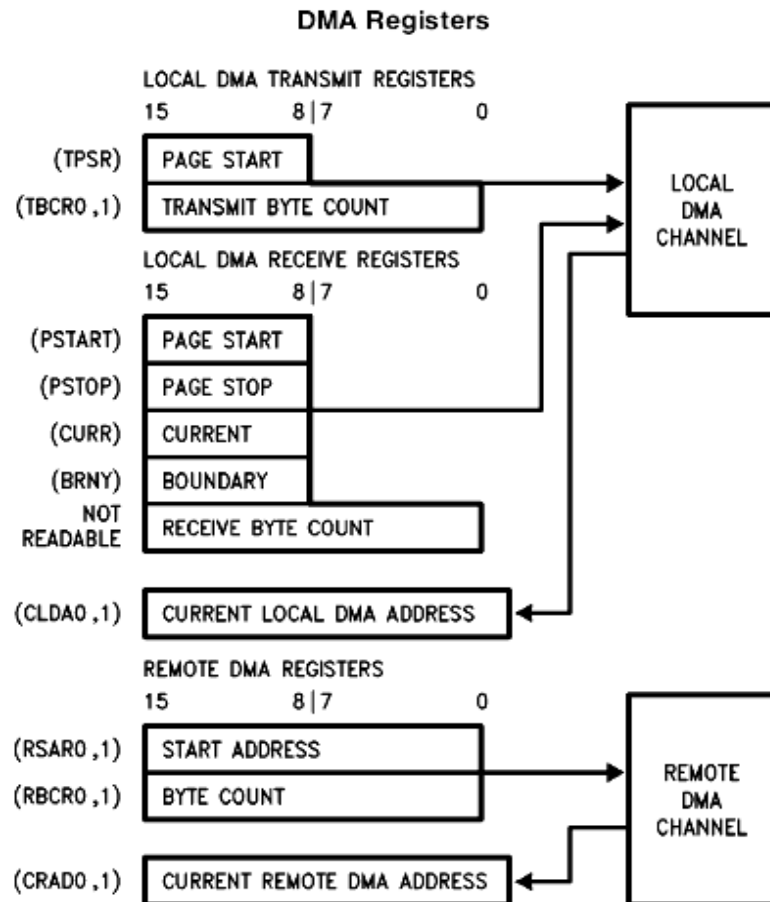 DMA Registers
LOCAL DMA TRANSMIT REGISTERS
15 8|7 0
(TPSR) PAGE START
(TBCR0,1) TRANSMIT BYTE COUNT
LOCAL DMA CHANNEL
LOCAL DMA RECEIVE REGISTERS
15 8|7 0
(PSTART) PAGE START
(PSTOP) PAGE STOP
(CURR) CURRENT
(BRNY) BOUNDARY
NOT READABLE RECEIVE BYTE COUNT
(CLDA0,1) CURRENT LOCAL DMA ADDRESS
REMOTE DMA REGISTERS
15 8|7 0
(RSAR0,1) START ADDRESS
(RBCR0,1) BYTE COUNT
REMOTE DMA CHANNEL
(CRAD0,1) CURRENT REMOTE DMA ADDRESS